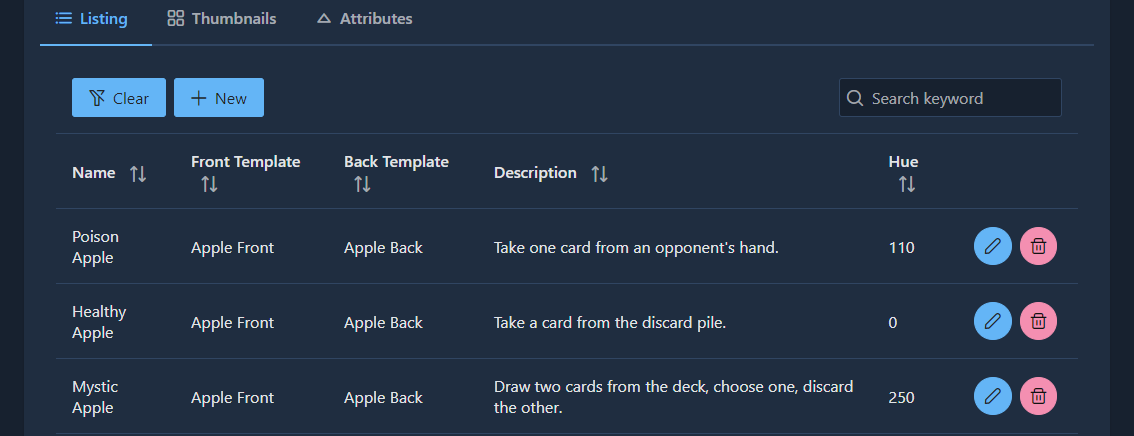 Listing Thumbnails Attributes
Clear New Search keyword
Name Front Template Back Template Description Hue
Poison
Apple
Apple Front Apple Back Take one card from an opponent's hand. 110
Healthy
Apple
Apple Front Apple Back Take a card from the discard pile. 0
Mystic
Apple
Apple Front Apple Back Draw two cards from the deck, choose one, discard
the other.
250